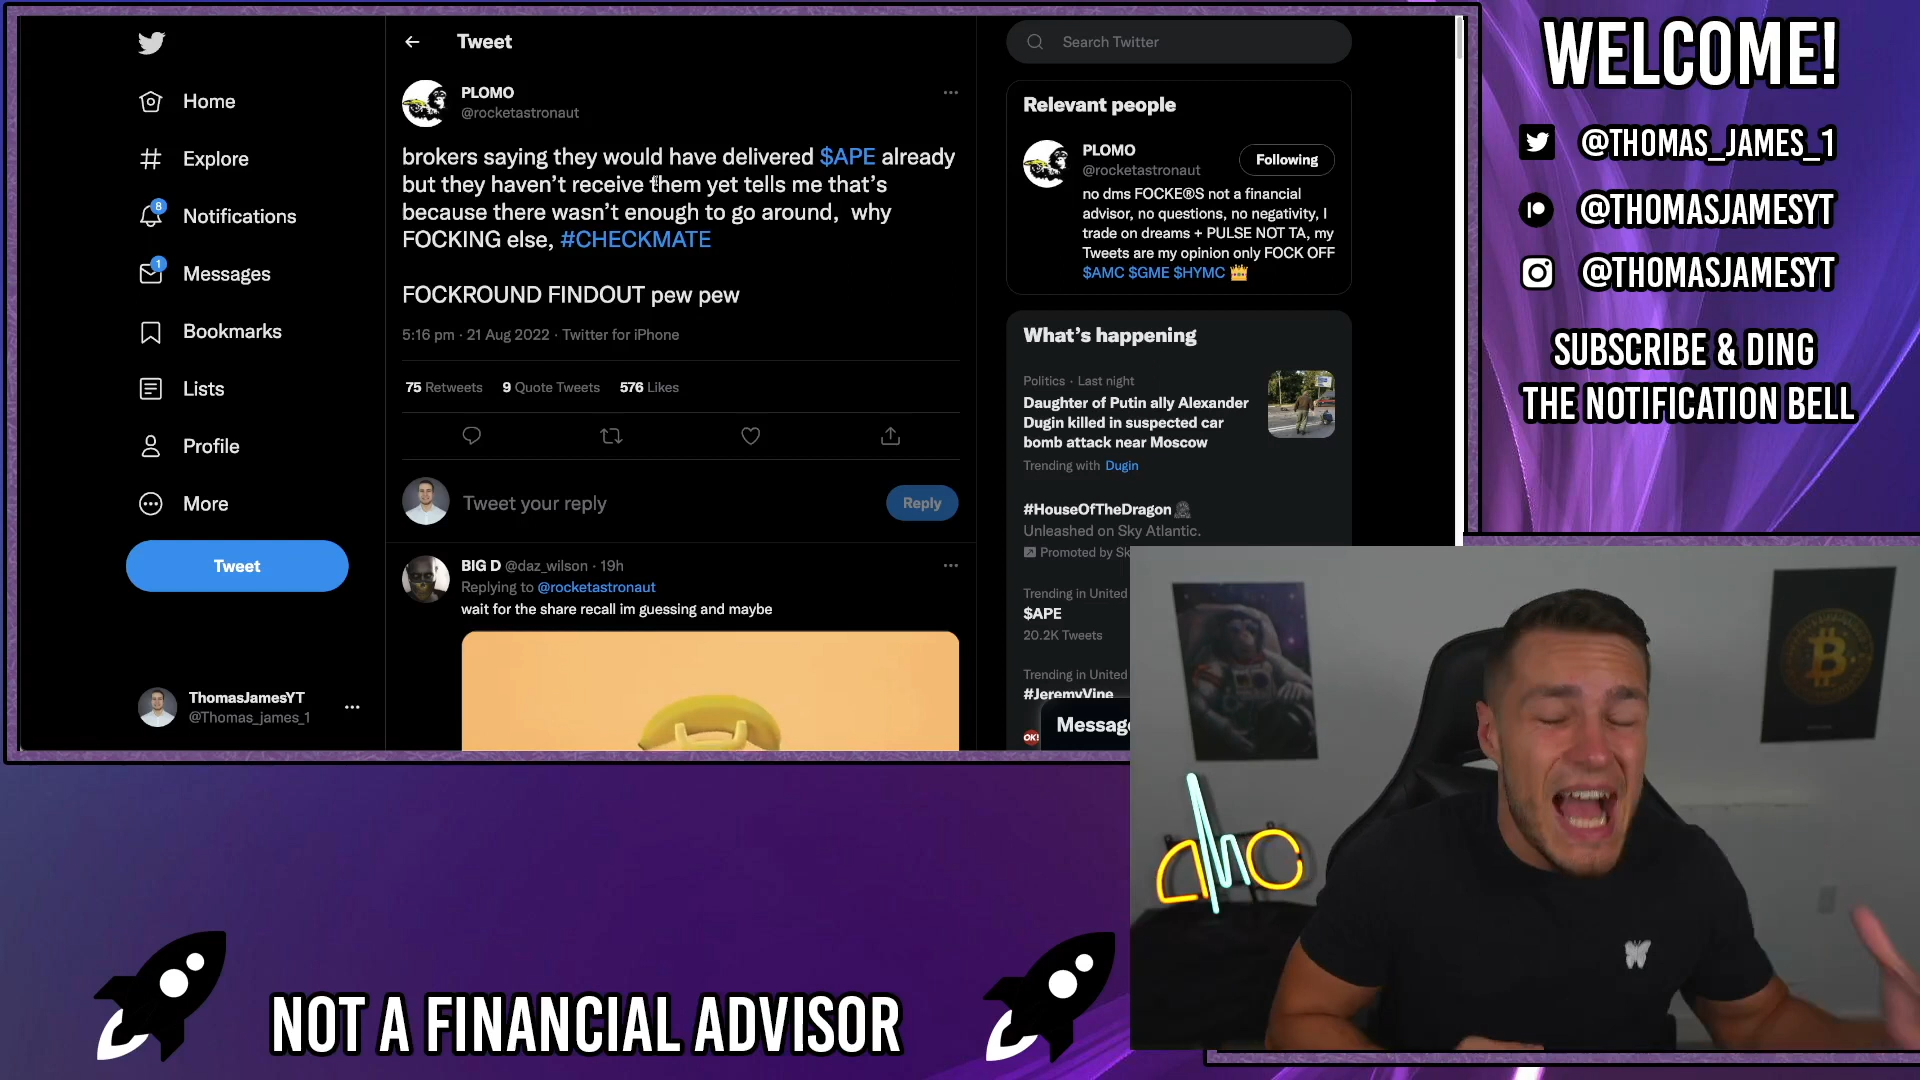 Home
Explore
8
Notifications
1
Messages
Bookmarks
Lists
Profile
More
Tweet
ThomasJamesYT
@Thomas_james_1
Tweet
PLOMO
@rocketastronaut
brokers saying they would have delivered $APE already
but they haven’t receive them yet tells me that’s
because there wasn’t enough to go around, why
FOCKING else, #CHECKMATE
FOCKROUND FINDOUT pew pew
5:16 pm · 21 Aug 2022 · Twitter for iPhone
75 Retweets 9 Quote Tweets 576 Likes
Tweet your reply
Reply
BIG D @daz_wilson · 19h
Replying to @rocketastronaut
wait for the share recall im guessing and maybe
Search Twitter
Relevant people
PLOMO
@rocketastronaut
Following
no dms FOCKE®S not a financial
advisor, no questions, no negativity, I
trade on dreams + PULSE NOT TA, my
Tweets are my opinion only FOCK OFF
$AMC $GME $HYMC
What’s happening
Politics · Last night
Daughter of Putin ally Alexander
Dugin killed in suspected car
bomb attack near Moscow
Trending with Dugin
#HouseOfTheDragon
Unleashed on Sky Atlantic.
Promoted by Sk
Trending in United
$APE
20.2K Tweets
Trending in United
#JeremyVine
OK!
Message
WELCOME!
@THOMAS_JAMES_1
@THOMASJAMESYT
@THOMASJAMESYT
SUBSCRIBE & DING
THE NOTIFICATION BELL
NOT A FINANCIAL ADVISOR